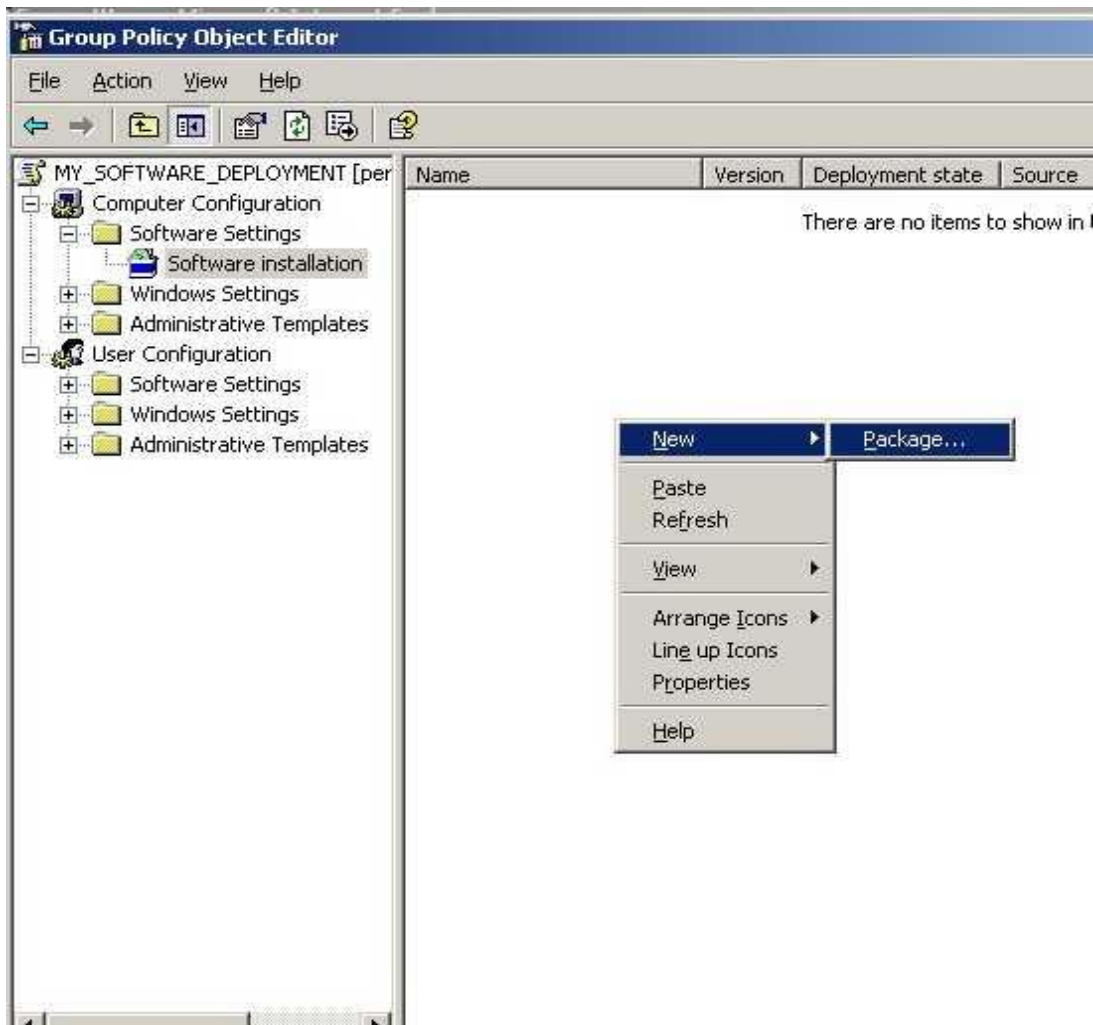 Group Policy Object Editor
File Action View Help
MY_SOFTWARE_DEPLOYMENT [per
Computer Configuration
Software Settings
Software installation
Windows Settings
Administrative Templates
User Configuration
Software Settings
Windows Settings
Administrative Templates
Name Version Deployment state Source
There are no items to show in
New
Package...
Paste
Refresh
View
Arrange Icons
Line up Icons
Properties
Help